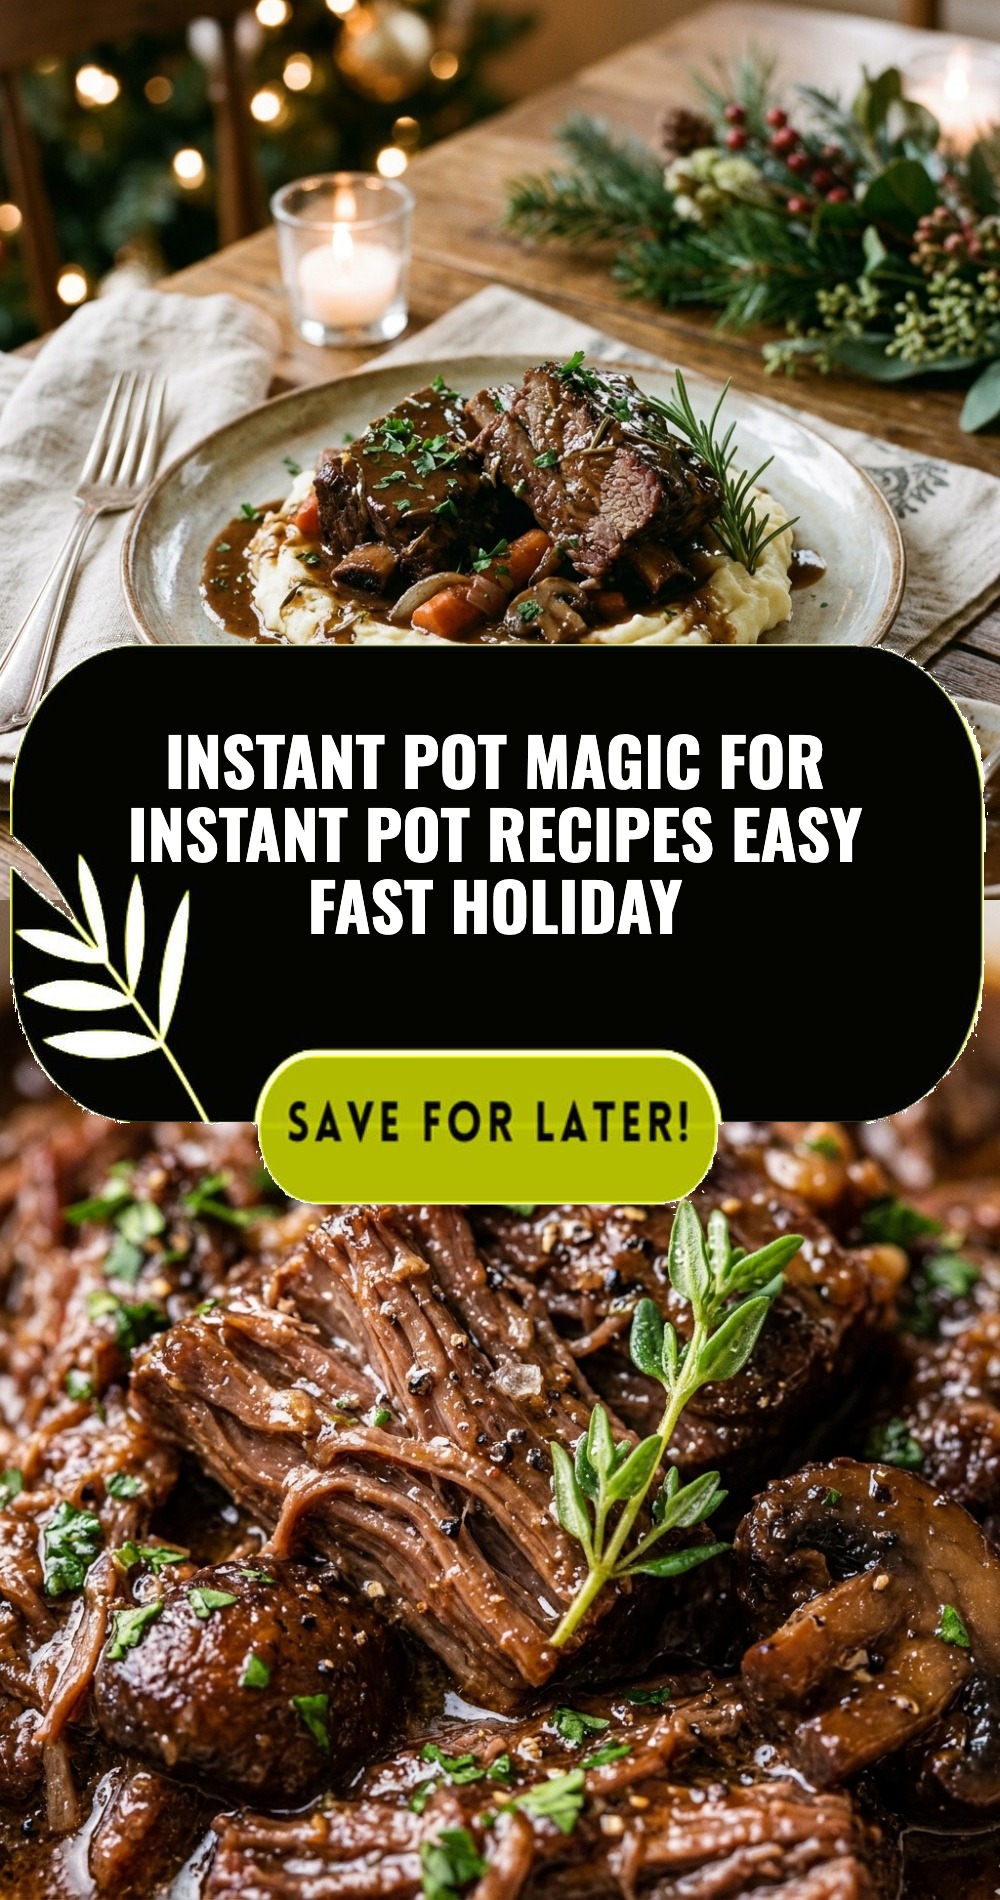 INSTANT POT MAGIC FOR
INSTANT POT RECIPES EASY
FAST HOLIDAY
SAVE FOR LATER!